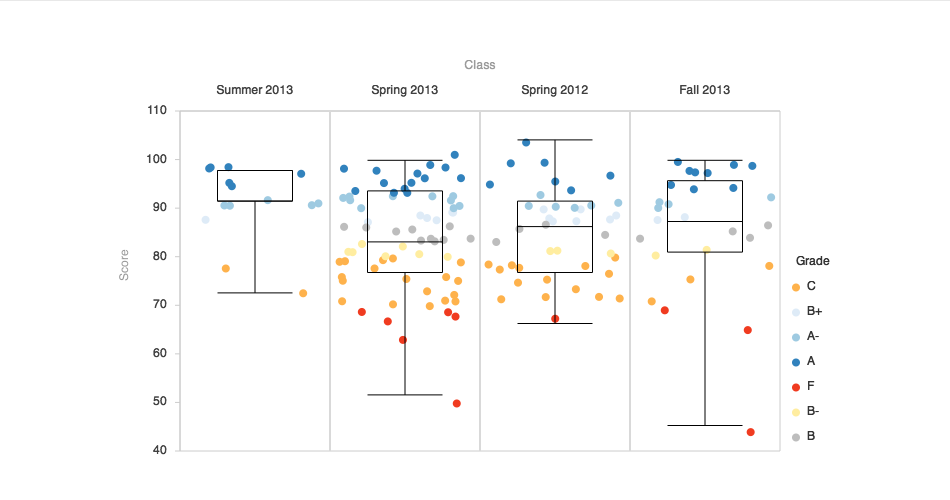 Class
Summer 2013 Spring 2013 Spring 2012 Fall 2013
110
100
90
80
70
60
50
40
Score
Grade
C
B+
A-
A
F
B-
B